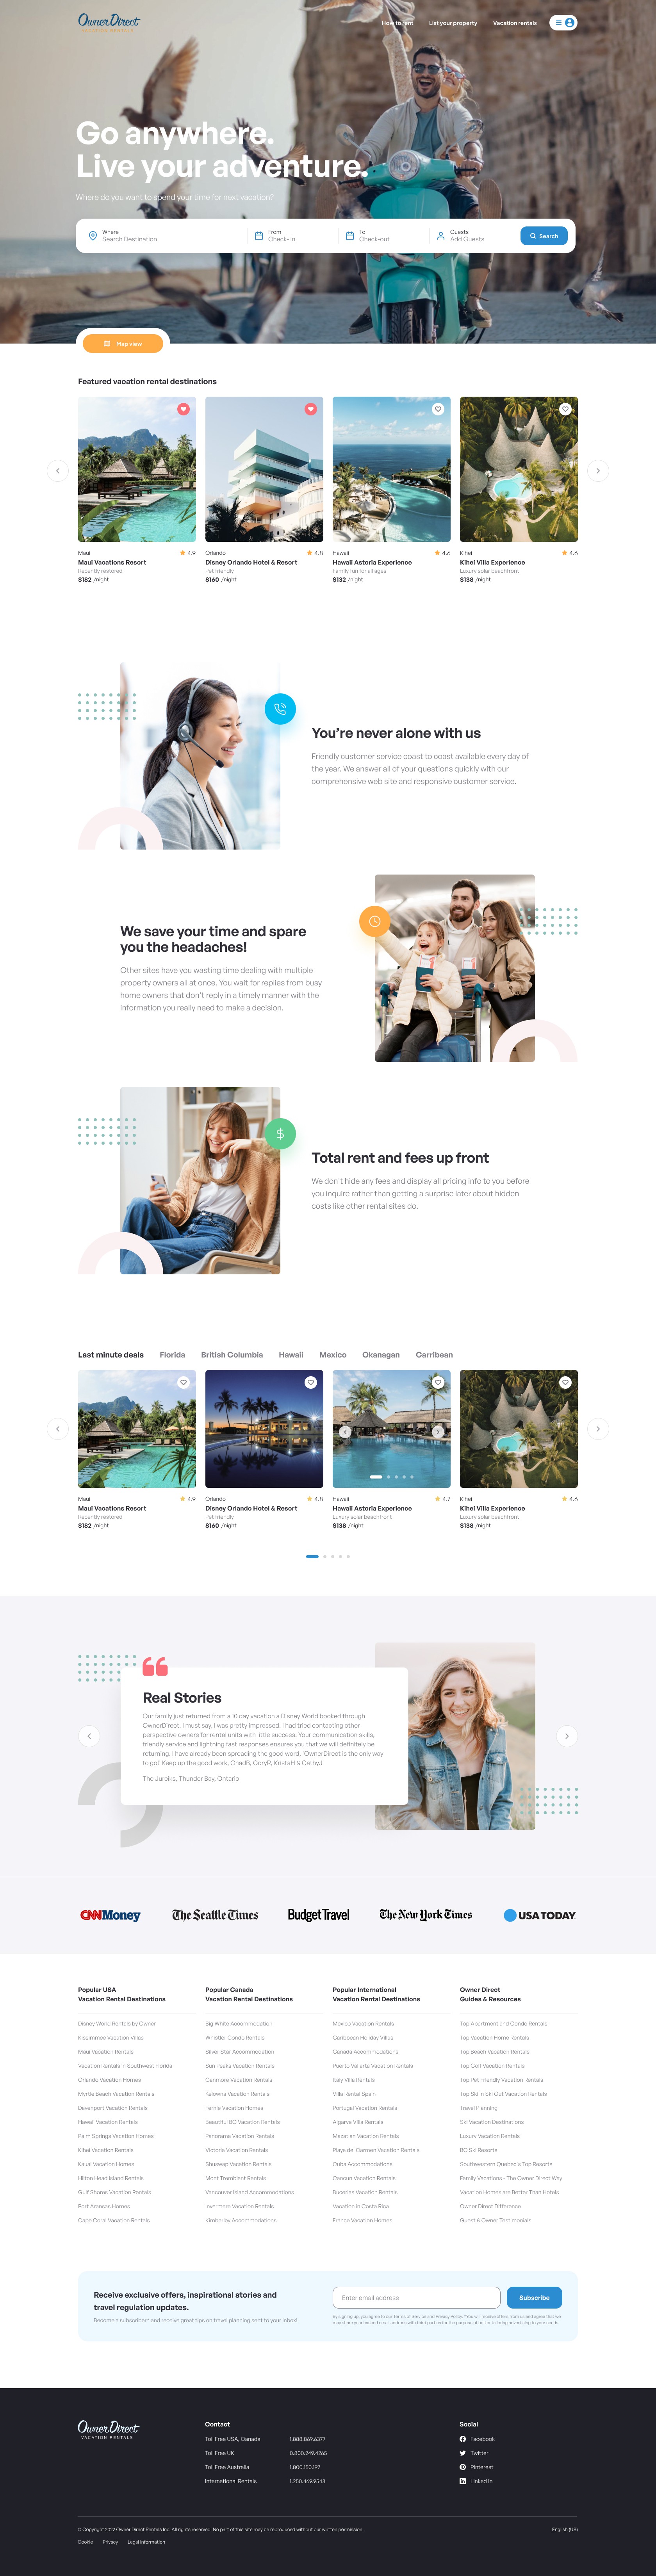 OwnerDirect
VACATION RENTALS
How to rent
List your property
Vacation rentals
Go anywhere.
Live your adventure.
Where do you want to spend your time for next vacation?
Where
Search Destination
From
Check- in
To
Check-out
Guests
Add Guests
Search
Map view
Featured vacation rental destinations
Maui
4.9
Maui Vacations Resort
Recently restored
$182 /night
Orlando
4.8
Disney Orlando Hotel & Resort
Pet friendly
$160 /night
Hawaii
4.6
Hawaii Astoria Experience
Family fun for all ages
$132 /night
Kihei
4.6
Kihei Villa Experience
Luxury solar beachfront
$138 /night
You're never alone with us
Friendly customer service coast to coast available every day of
the year. We answer all of your questions quickly with our
comprehensive web site and responsive customer service.
We save your time and spare
you the headaches!
Other sites have you wasting time dealing with multiple
property owners all at once. You wait for replies from busy
home owners that don't reply in a timely manner with the
information you really need to make a decision.
Total rent and fees up front
We don't hide any fees and display all pricing info to you before
you inquire rather than getting a surprise later about hidden
costs like other rental sites do.
Last minute deals
Florida
British Columbia
Hawaii
Mexico
Okanagan
Carribean
Maui
4.9
Maui Vacations Resort
Recently restored
$182 /night
Orlando
4.8
Disney Orlando Hotel & Resort
Pet friendly
$160 /night
Hawaii
4.7
Hawaii Astoria Experience
Luxury solar beachfront
$138 /night
Kihei
4.6
Kihei Villa Experience
Luxury solar beachfront
$138 /night
Real Stories
Our family just returned from a 10 day vacation a Disney World booked through
OwnerDirect. I must say, I was pretty impressed. I had tried contacting other
perspective owners for rental units with little success. Your communication skills,
friendly service and lightning fast responses ensures you that we will definitely be
returning. I have already been spreading the good word, 'OwnerDirect is the only way
to go!' Keep up the good work, ChadB, CoryR, KristaH & CathyJ
The Jurciks, Thunder Bay, Ontario
CNNMoney
The Seattle Times
Budget Travel
The New York Times
USA TODAY
Popular USA
Vacation Rental Destinations
Disney World Rentals by Owner
Kissimmee Vacation Villas
Maui Vacation Rentals
Vacation Rentals in Southwest Florida
Orlando Vacation Homes
Myrtle Beach Vacation Rentals
Davenport Vacation Rentals
Hawaii Vacation Rentals
Palm Springs Vacation Homes
Kihei Vacation Rentals
Kauai Vacation Homes
Hilton Head Island Rentals
Gulf Shores Vacation Rentals
Port Aransas Homes
Cape Coral Vacation Rentals
Popular Canada
Vacation Rental Destinations
Big White Accommodation
Whistler Condo Rentals
Silver Star Accommodation
Sun Peaks Vacation Rentals
Canmore Vacation Rentals
Kelowna Vacation Rentals
Fernie Vacation Homes
Beautiful BC Vacation Rentals
Panorama Vacation Rentals
Victoria Vacation Rentals
Shuswap Vacation Rentals
Mont Tremblant Rentals
Vancouver Island Accommodations
Invermere Vacation Rentals
Kimberley Accommodations
Popular International
Vacation Rental Destinations
Mexico Vacation Rentals
Caribbean Holiday Villas
Canada Accommodations
Puerto Vallarta Vacation Rentals
Italy Villa Rentals
Villa Rental Spain
Portugal Vacation Rentals
Algarve Villa Rentals
Mazatlan Vacation Rentals
Playa del Carmen Vacation Rentals
Cuba Accommodations
Cancun Vacation Rentals
Bucerias Vacation Rentals
Vacation in Costa Rica
France Vacation Homes
Owner Direct
Guides & Resources
Top Apartment and Condo Rentals
Top Vacation Home Rentals
Top Beach Vacation Rentals
Top Golf Vacation Rentals
Top Pet Friendly Vacation Rentals
Top Ski In Ski Out Vacation Rentals
Travel Planning
Ski Vacation Destinations
Luxury Vacation Rentals
BC Ski Resorts
Southwestern Quebec's Top Resorts
Family Vacations - The Owner Direct Way
Vacation Homes are Better Than Hotels
Owner Direct Difference
Guest & Owner Testimonials
Receive exclusive offers, inspirational stories and
travel regulation updates.
Become a subscriber* and receive great tips on travel planning sent to your inbox!
Enter email address
Subscribe
By signing up, you agree to our Terms of Service and Privacy Policy. *You will receive offers from us and agree that we
may share your hashed email address with third parties for the purpose of better tailoring advertising to your needs.
OwnerDirect
VACATION RENTALS
Contact
Toll Free USA, Canada
1.888.869.6377
Toll Free UK
0.800.249.4265
Toll Free Australia
1.800.150.197
International Rentals
1.250.469.9543
Social
Facebook
Twitter
Pinterest
Linked In
© Copyright 2022 Owner Direct Rentals Inc. All rights reserved. No part of this site may be reproduced without our written permission.
English (US)
Cookie
Privacy
Legal Information